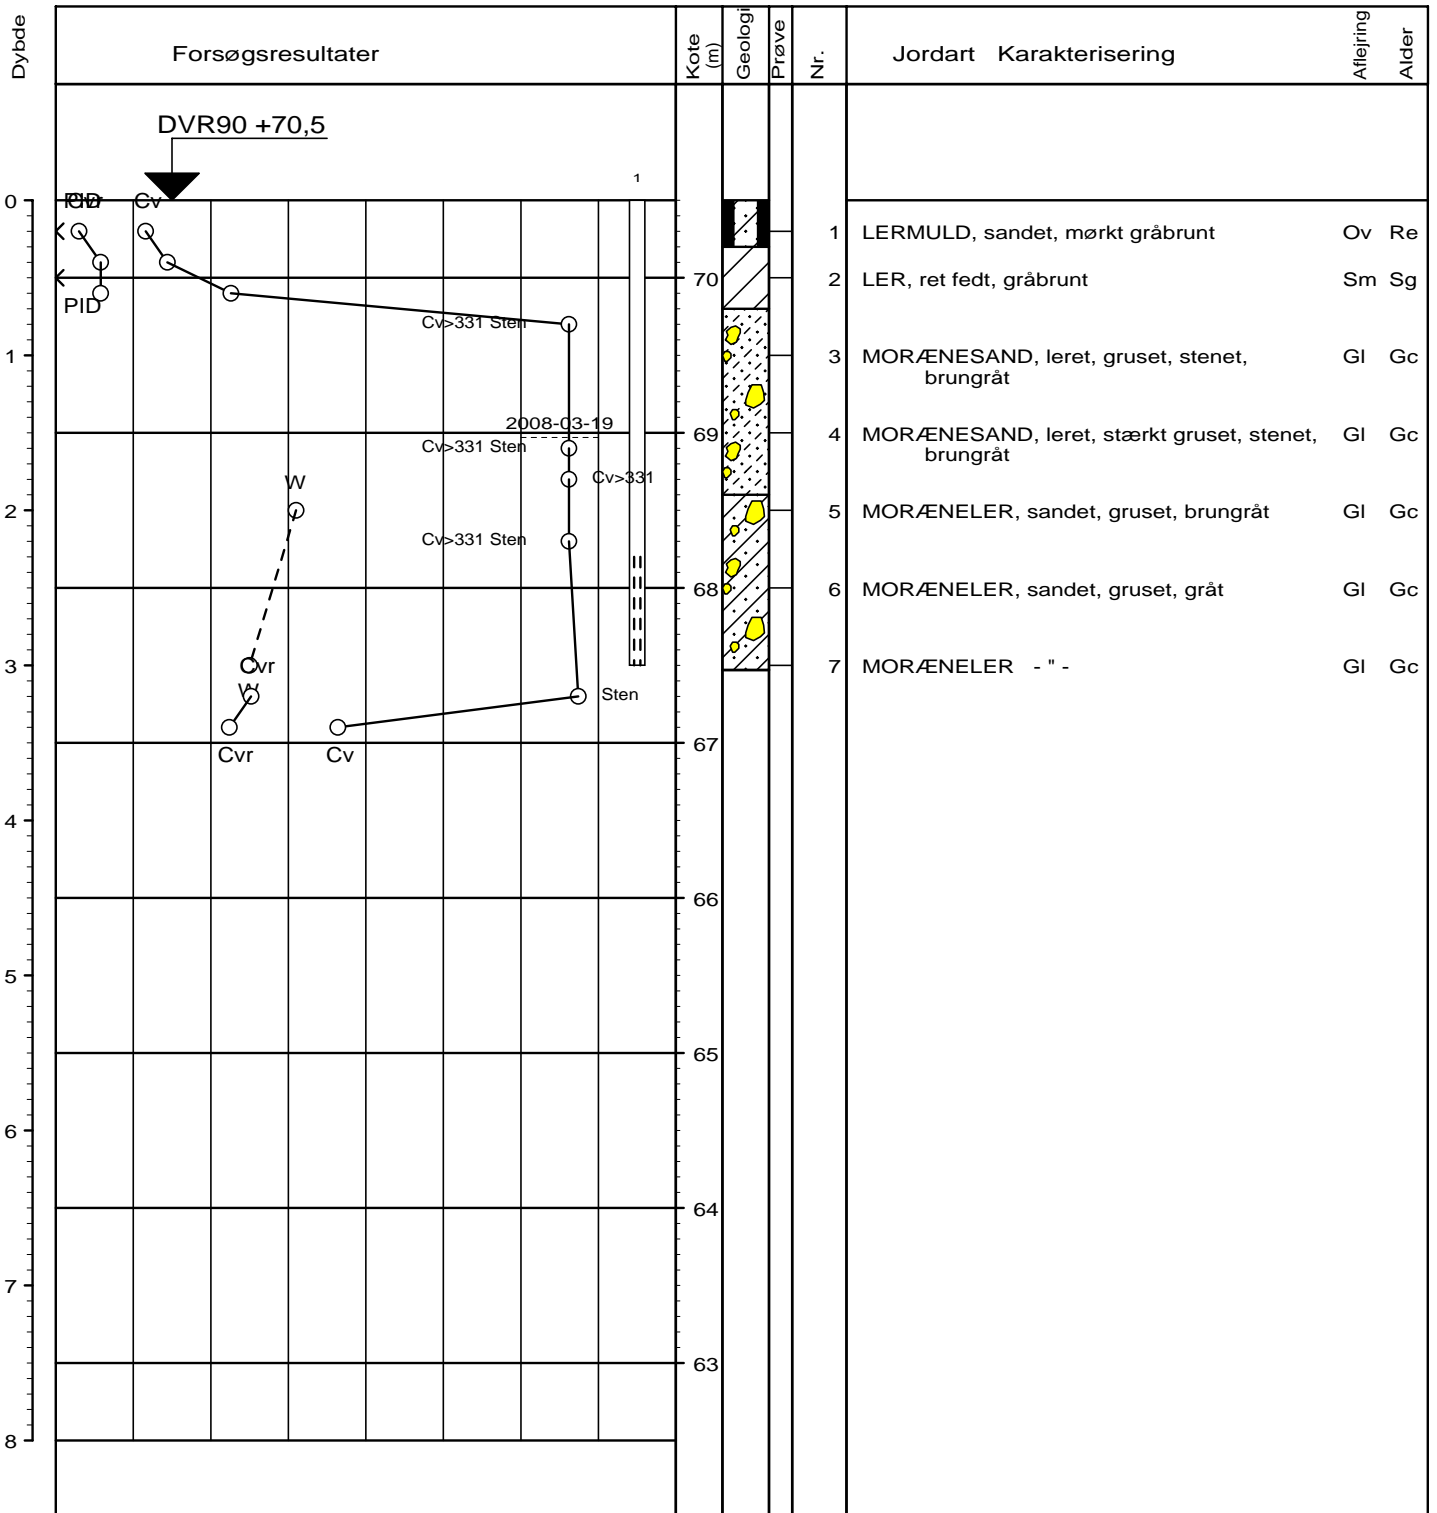 Dybde
Forsøgsresultater
Kote (m)
Geologi
Prøve
Nr.
Jordart Karakterisering
Aflejring
Alder
DVR90 +70,5
1
0
PID
Cvr
Cv
1 LERMULD, sandet, mørkt gråbrunt Ov Re
70
2 LER, ret fedt, gråbrunt Sm Sg
PID
Cv>331 Sten
1
3 MORÆNESAND, leret, gruset, stenet, Gl Gc
brungråt
2008-03-19
69
4 MORÆNESAND, leret, stærkt gruset, stenet, Gl Gc
brungråt
Cv>331 Sten
Cv>331
W
2
5 MORÆNELER, sandet, gruset, brungråt Gl Gc
Cv>331 Sten
68
6 MORÆNELER, sandet, gruset, gråt Gl Gc
3
Cvr
7 MORÆNELER - " - Gl Gc
W
Sten
67
Cvr
Cv
4
66
5
65
6
64
7
63
8